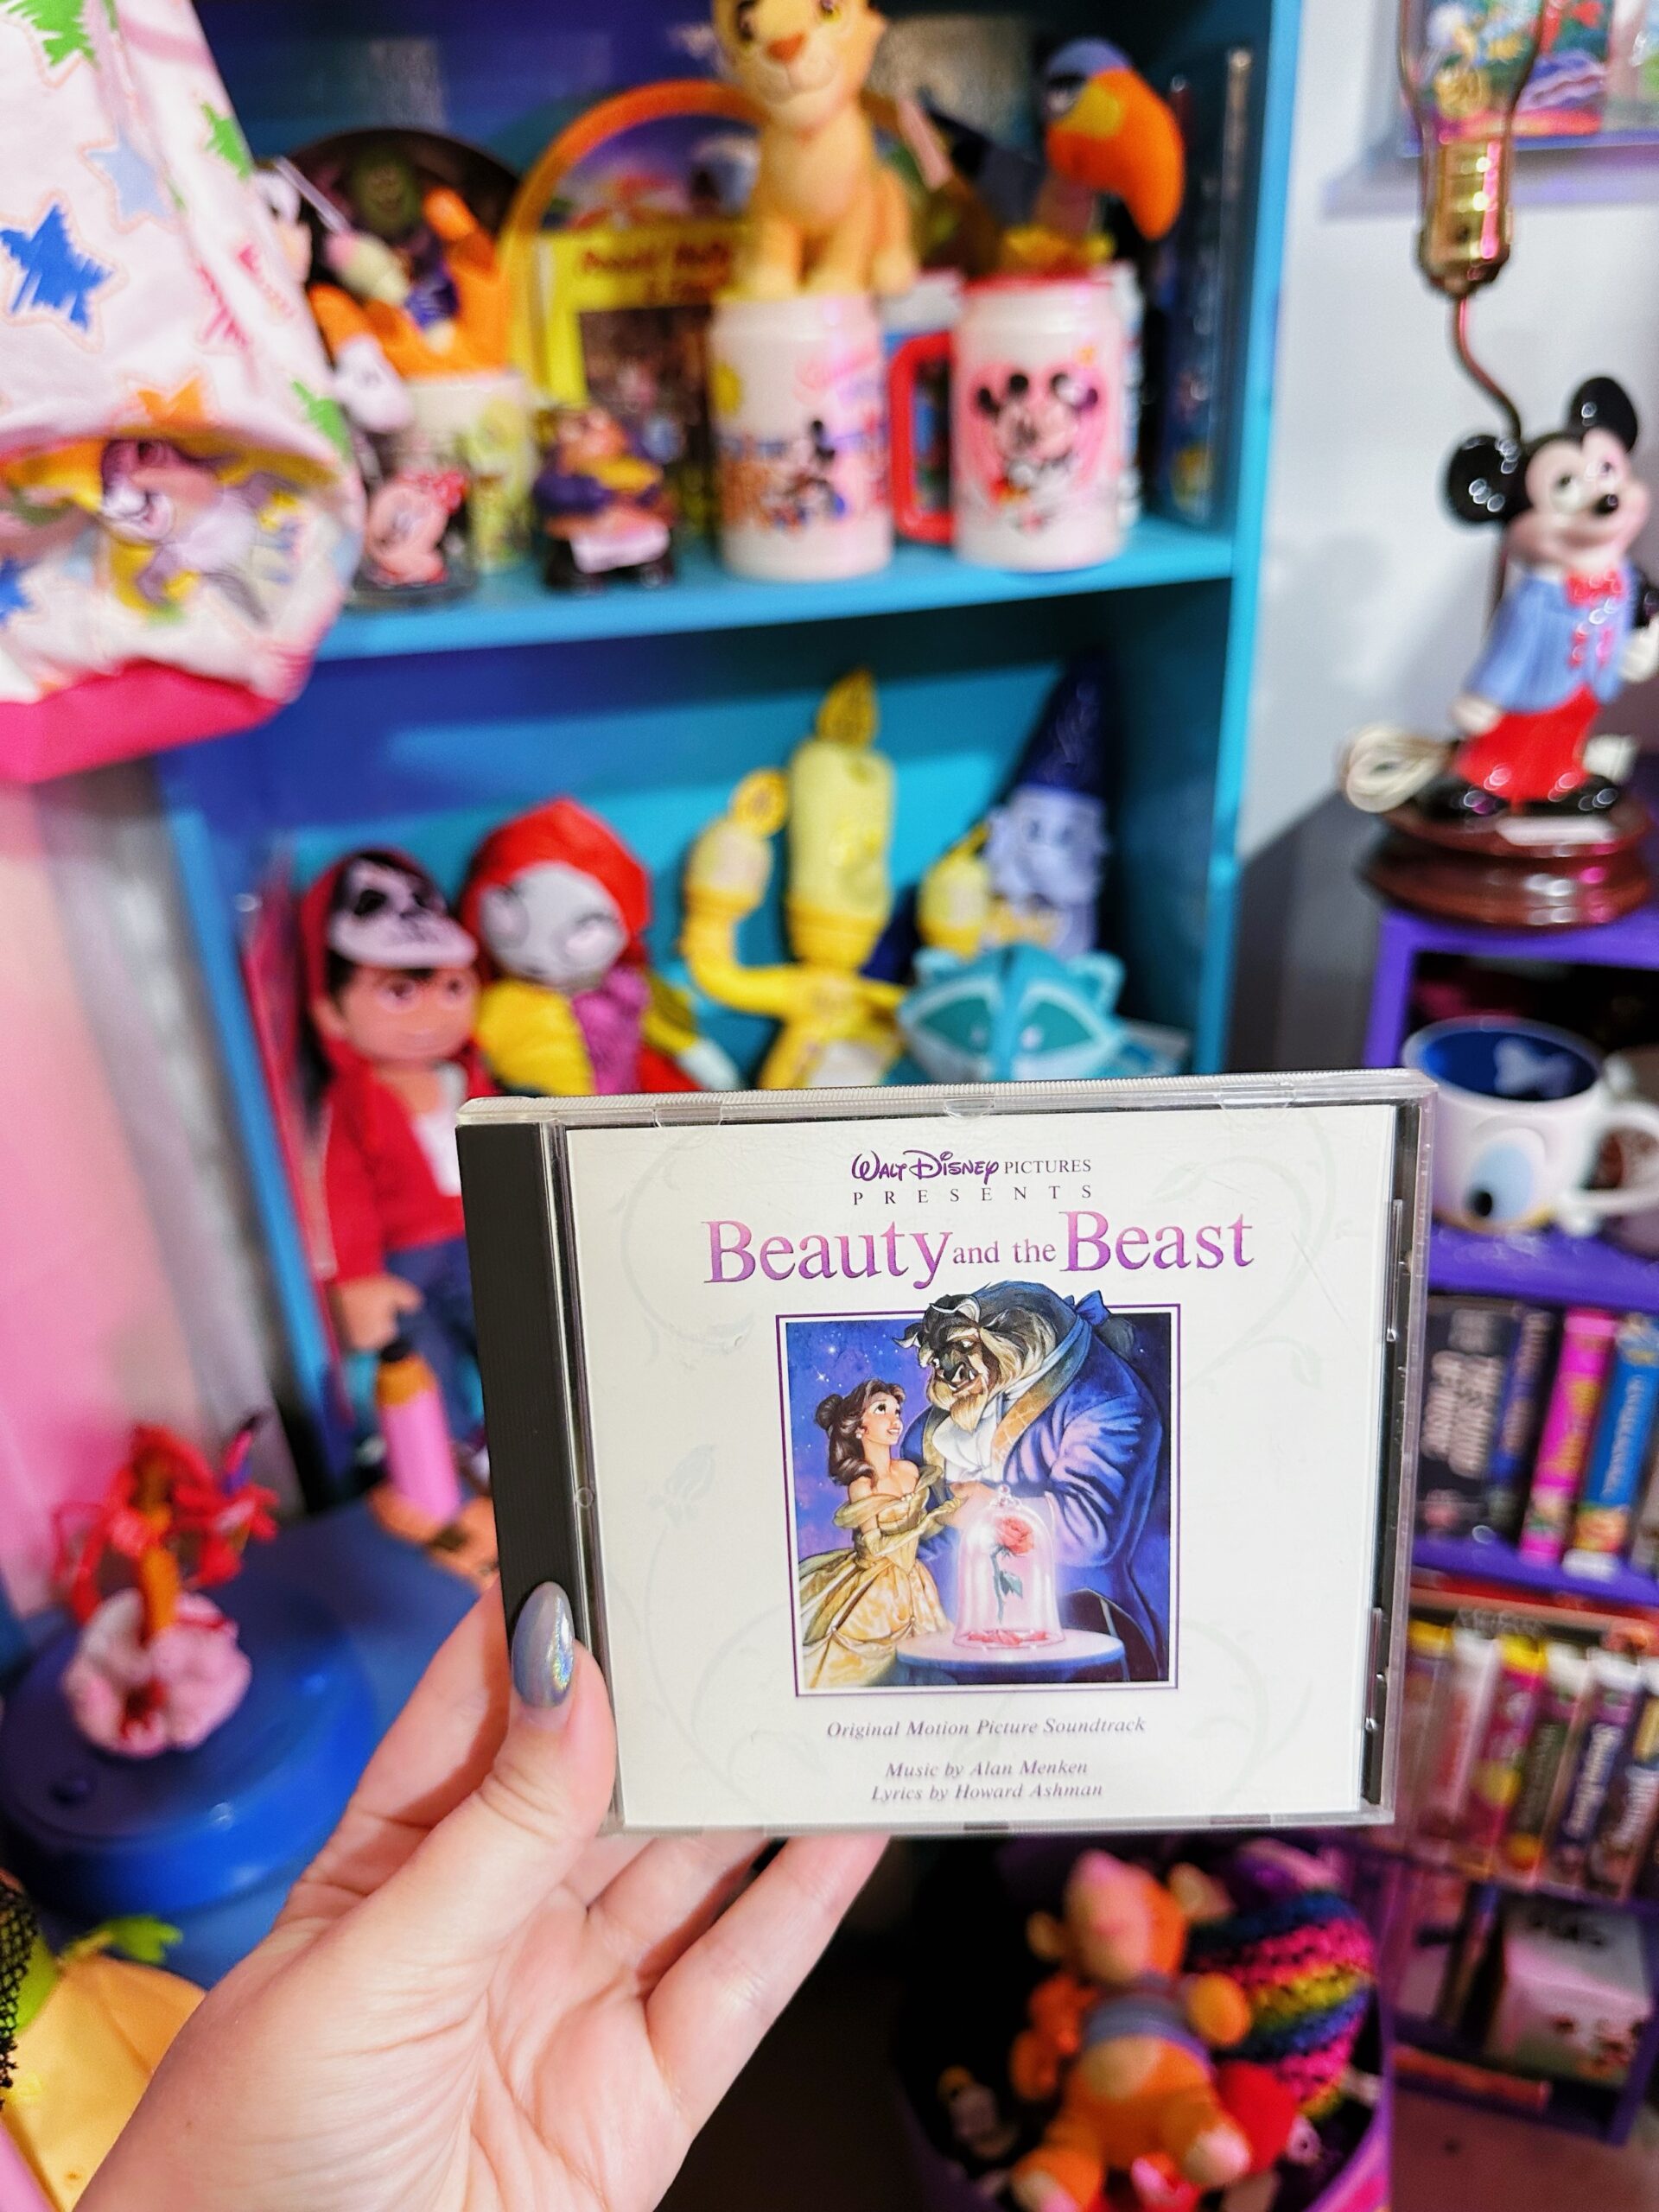 WALT DISNEY PICTURES
PRESENTS
Beauty and the Beast
Original Motion Picture Soundtrack
Music by Alan Menken
Lyrics by Howard Ashman